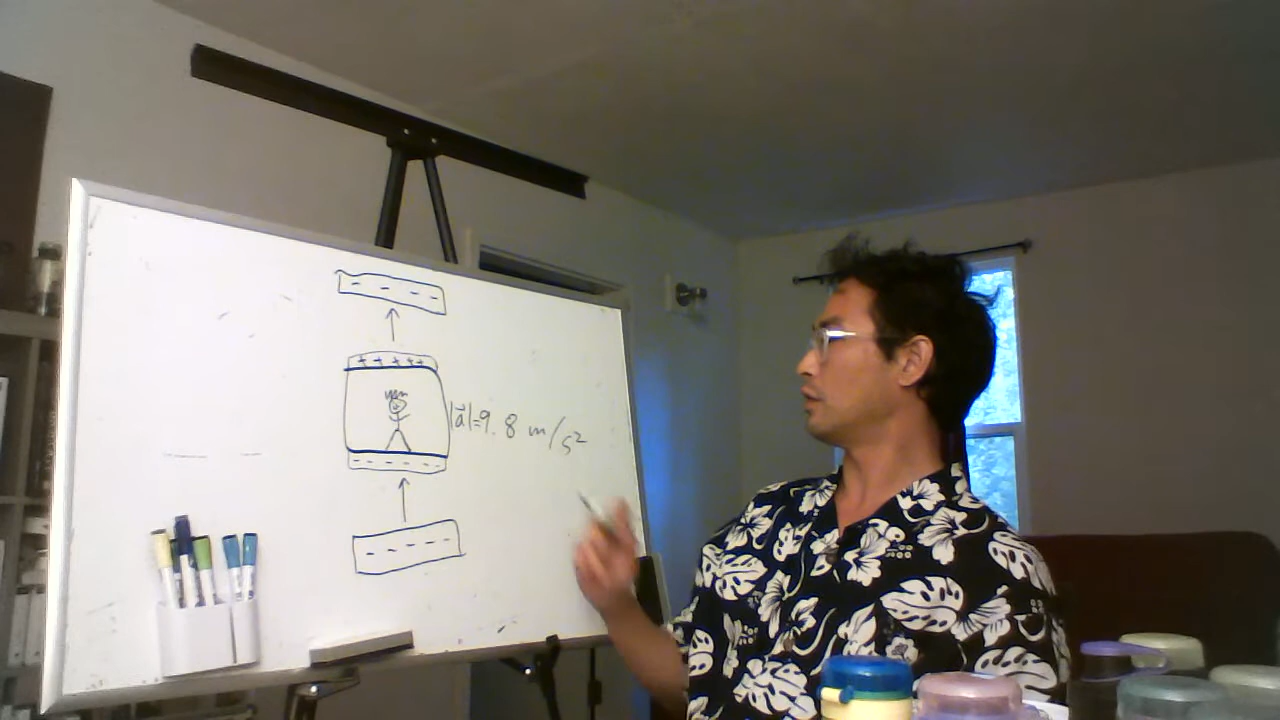 - - - -
+ + + + +
|a⃗|=9.8 m/s²
- - - - -
- - - - -